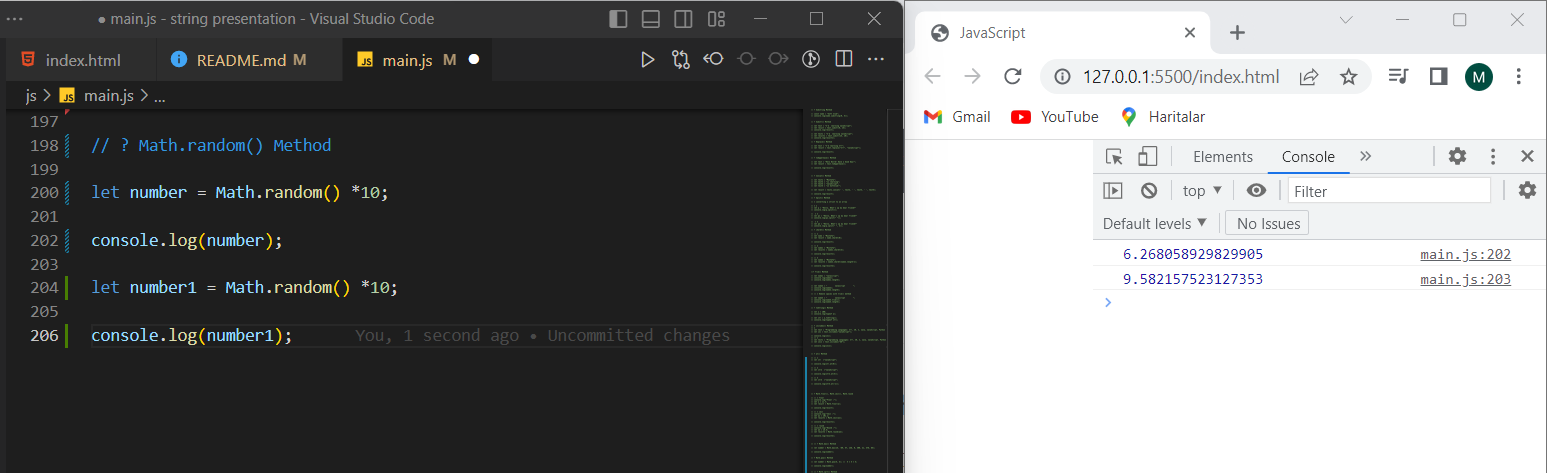 main.js - string presentation - Visual Studio Code
index.html
README.md M
main.js M
js > main.js > ...
197
198 // ? Math.random() Method
199
200 let number = Math.random() *10;
201
202 console.log(number);
203
204 let number1 = Math.random() *10;
205
206 console.log(number1); You, 1 second ago • Uncommitted changes
JavaScript
127.0.0.1:5500/index.html
M
Gmail YouTube Haritalar
Elements Console
top Filter
Default levels No Issues
6.268058929829905 main.js:202
9.582157523127353 main.js:203